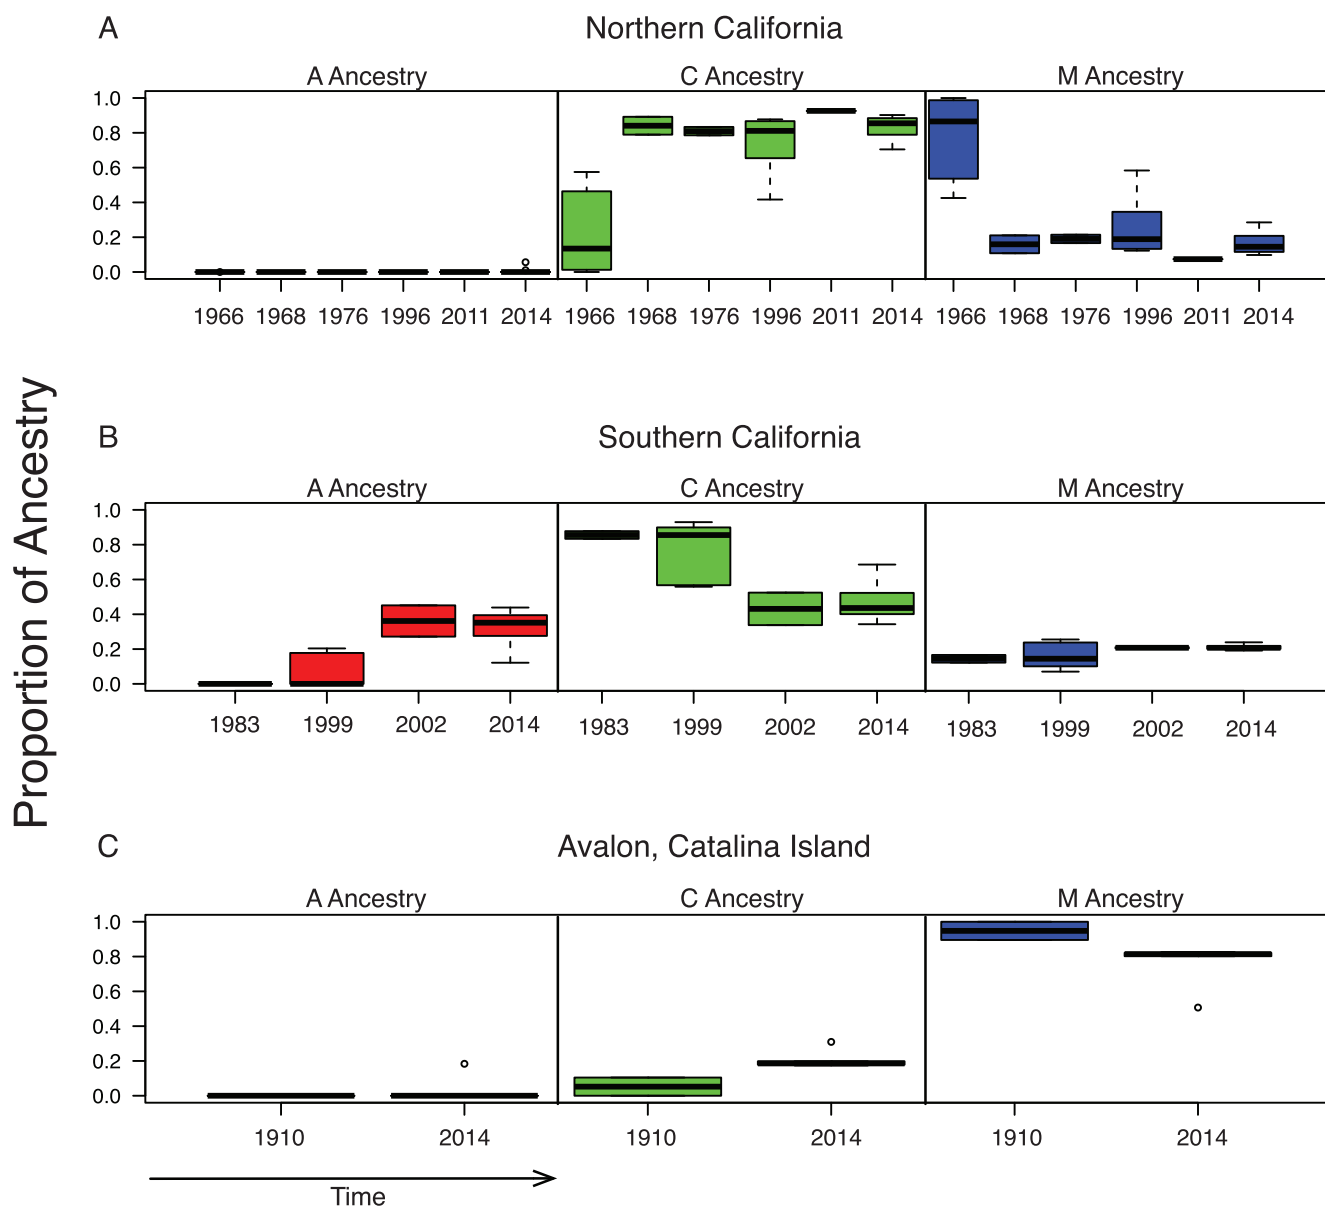 A
Northern California
A Ancestry C Ancestry M Ancestry
1.0
0.8
0.6
0.4
0.2
0.0
1966 1968 1976 1996 2011 2014 1966 1968 1976 1996 2011 2014 1966 1968 1976 1996 2011 2014
Proportion of Ancestry
B
Southern California
A Ancestry C Ancestry M Ancestry
1.0
0.8
0.6
0.4
0.2
0.0
1983 1999 2002 2014 1983 1999 2002 2014 1983 1999 2002 2014
C
Avalon, Catalina Island
A Ancestry C Ancestry M Ancestry
1.0
0.8
0.6
0.4
0.2
0.0
1910 2014 1910 2014 1910 2014
Time